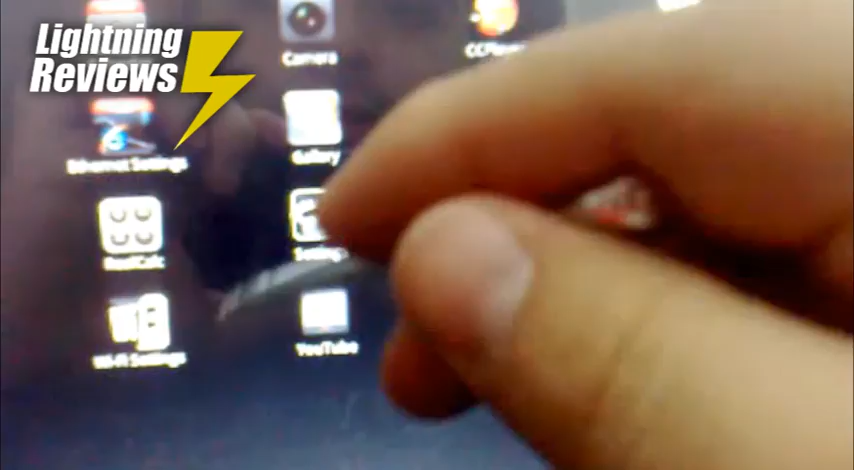 Lightning
Reviews
Camera
CCPlayer
Ethernet Settings
Gallery
RealCalc
Settings
Wi-Fi Settings
YouTube